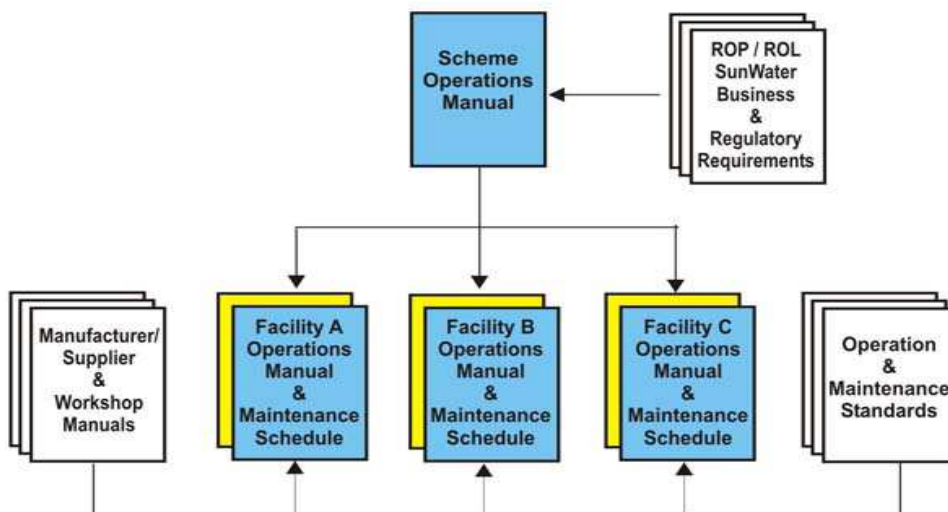 Scheme
Operations
Manual
ROP / ROL
SunWater
Business
&
Regulatory
Requirements
Manufacturer/
Supplier
&
Workshop
Manuals
Facility A
Operations
Manual
&
Maintenance
Schedule
Facility B
Operations
Manual
&
Maintenance
Schedule
Facility C
Operations
Manual
&
Maintenance
Schedule
Operation
&
Maintenance
Standards